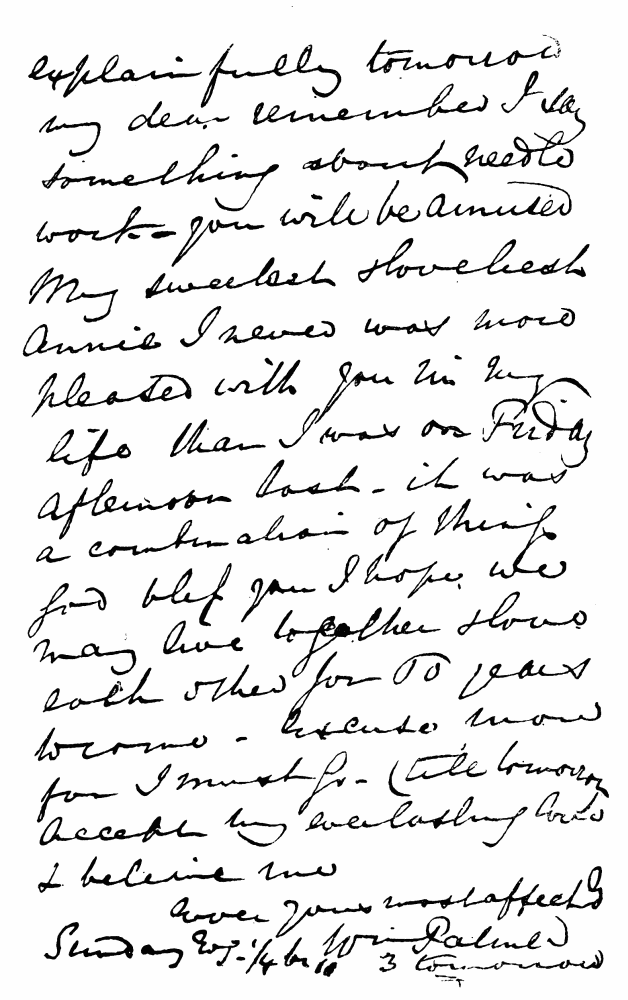 explain fully tomorrow
my dear remember I say
something about needle
work – you will be amused
My sweetest & loveliest
Annie I never was more
pleased with you in my
life than I was on Friday
afternoon last – it was
a combination of things
God bless you I hope we
may live together & love
each other for 60 years
to come – excuse more
for I must go – (till tomorrow
Accept my everlasting love
& believe me
Ever yours most affect
Sunday Evg – 1/4 to 11 Wm Palmer
3 tomorrow